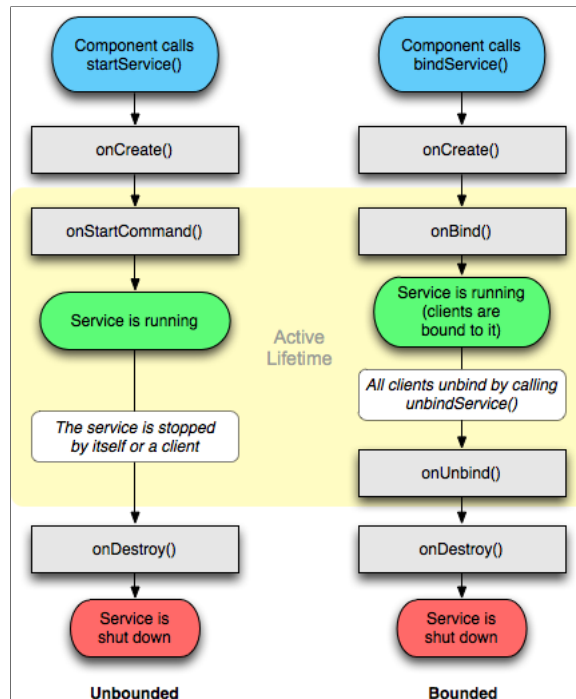 Component calls
startService()
onCreate()
onStartCommand()
Service is running
The service is stopped
by itself or a client
onDestroy()
Service is
shut down
Unbounded
Active
Lifetime
Component calls
bindService()
onCreate()
onBind()
Service is running
(clients are
bound to it)
All clients unbind by calling
unbindService()
onUnbind()
onDestroy()
Service is
shut down
Bounded